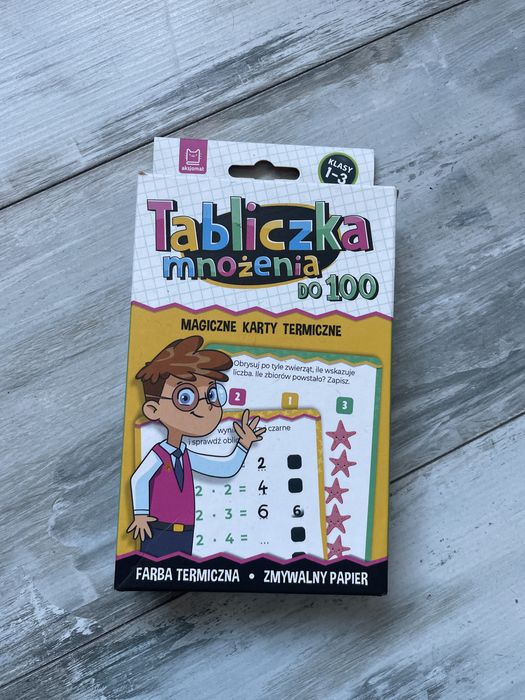 aksjomat
KLASY
1-3
Tabliczka
mnożenia
DO 100
MAGICZNE KARTY TERMICZNE
Obrysuj po tyle zwierząt, ile wskazuje
liczba. Ile zbiorów powstało? Zapisz.
2 1 3
czarne
i sprawdź
= 2
2 · 2 = 4
2 · 3 = 6 6
2 · 4 = ...
FARBA TERMICZNA • ZMYWALNY PAPIER